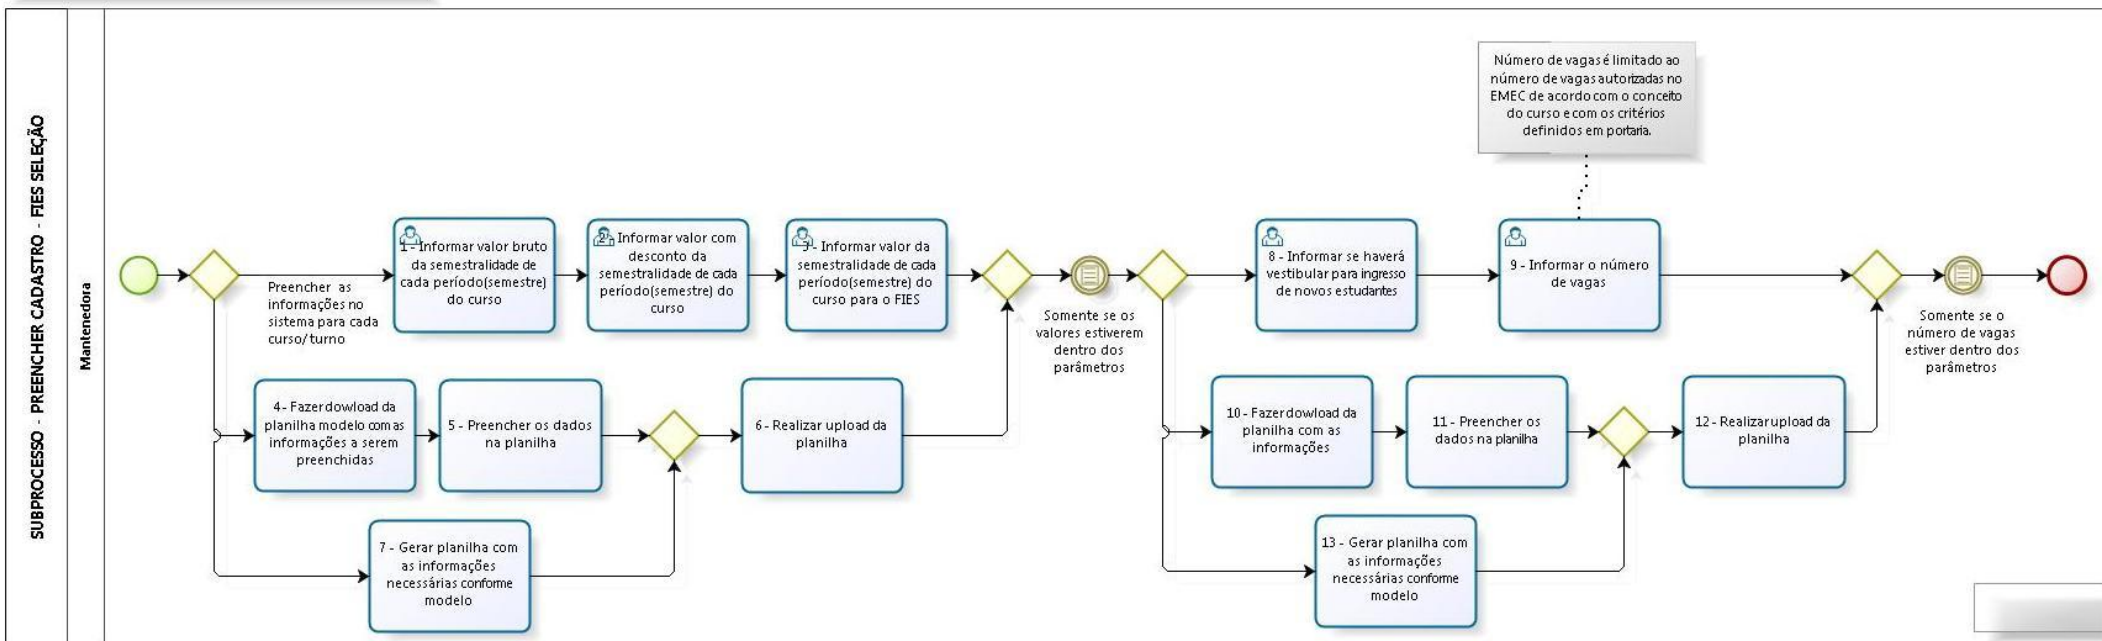 SUBPROCESSO - PREENCHER CADASTRO - FIES SELEÇÃO
Mantenedora
Preencher as
informações no
sistema para cada
curso/turno
1 - Informar valor bruto
da semestralidade de
cada período(semestre)
do curso
2 - Informar valor com
desconto da
semestralidade de cada
período(semestre) do
curso
3 - Informar valor da
semestralidade de cada
período(semestre) do
curso para o FIES
4 - Fazer dowload da
planilha modelo com as
informações a serem
preenchidas
5 - Preencher os dados
na planilha
6 - Realizar upload da
planilha
7 - Gerar planilha com
as informações
necessárias conforme
modelo
Somente se os
valores estiverem
dentro dos
parâmetros
Número de vagas é limitado ao
número de vagas autorizadas no
EMEC de acordo com o conceito
do curso e com os critérios
definidos em portaria.
8 - Informar se haverá
vestibular para ingresso
de novos estudantes
9 - Informar o número
de vagas
10 - Fazer dowload da
planilha com as
informações
11 - Preencher os
dados na planilha
12 - Realizar upload da
planilha
13 - Gerar planilha com
as informações
necessárias conforme
modelo
Somente se o
número de vagas
estiver dentro dos
parâmetros